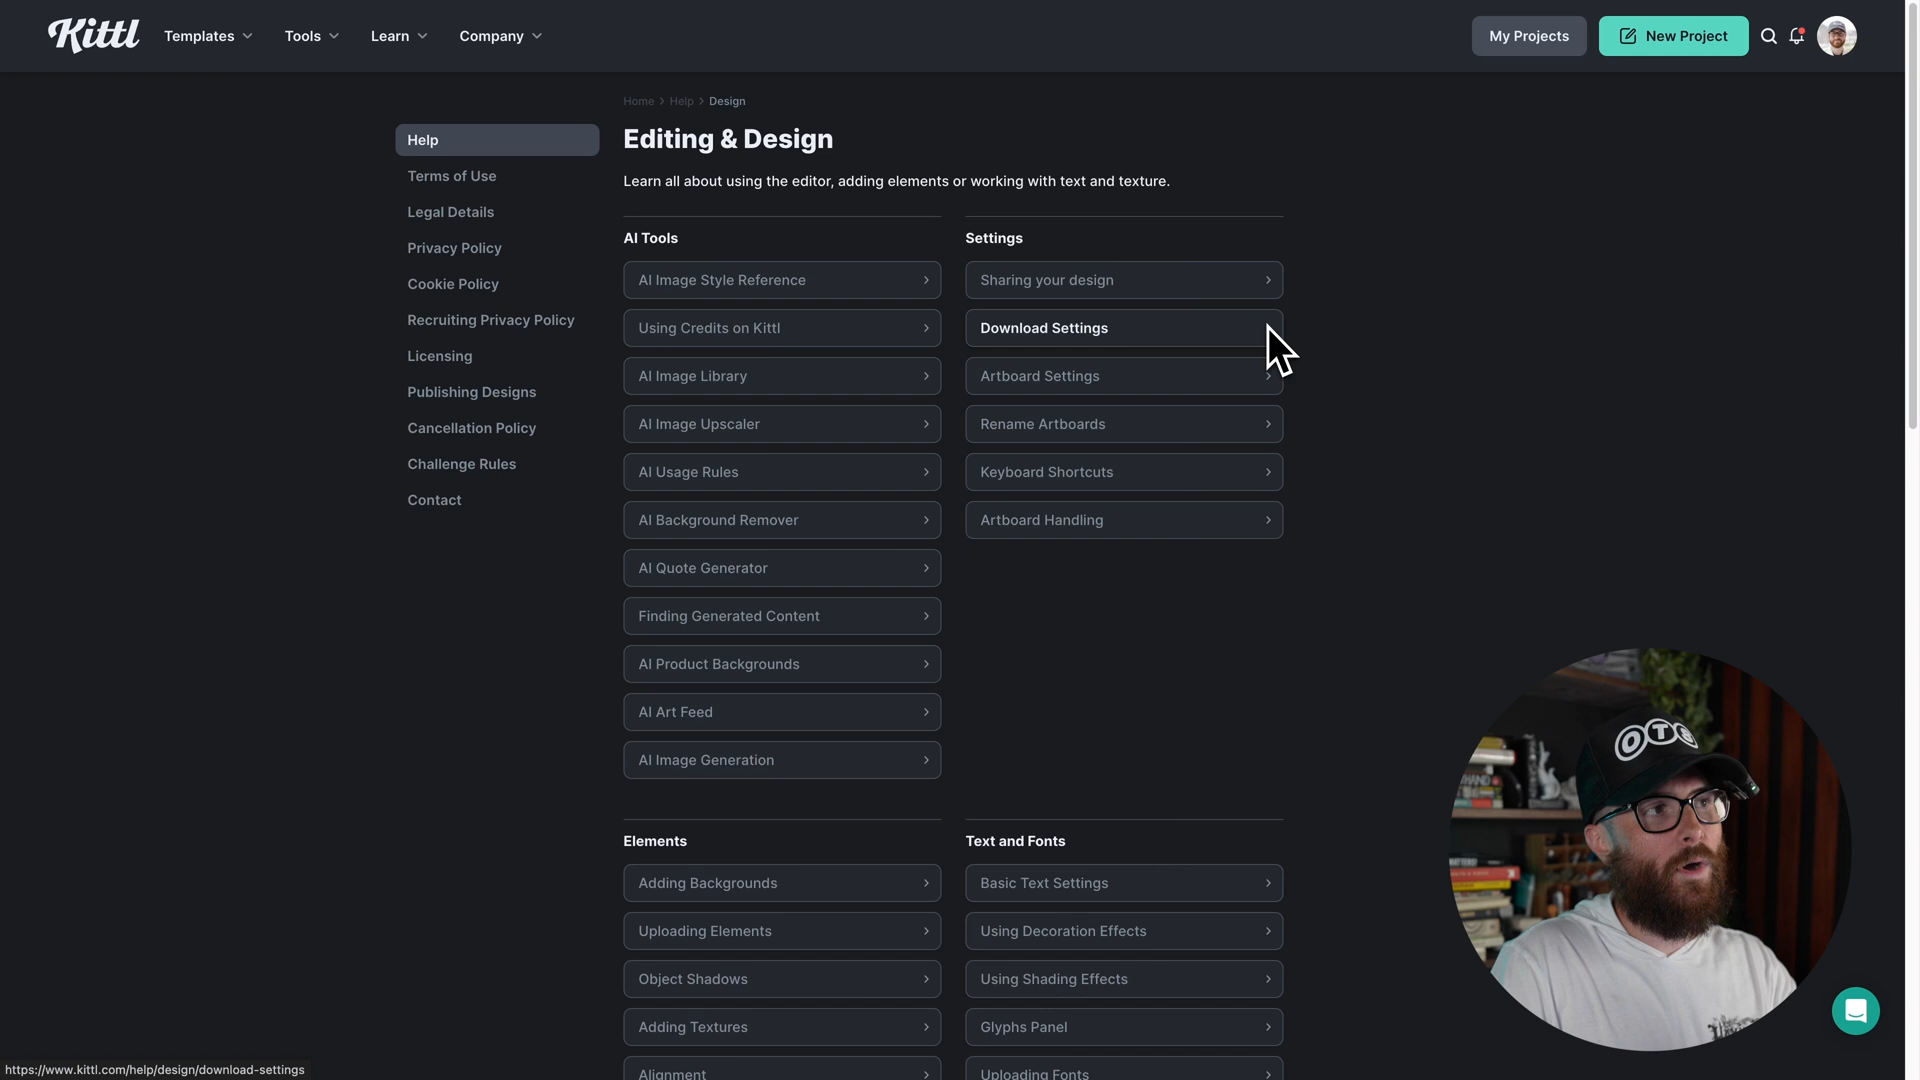 Kittl
Templates
Tools
Learn
Company
My Projects
New Project
Home > Help > Design
Help
Terms of Use
Legal Details
Privacy Policy
Cookie Policy
Recruiting Privacy Policy
Licensing
Publishing Designs
Cancellation Policy
Challenge Rules
Contact
Editing & Design
Learn all about using the editor, adding elements or working with text and texture.
AI Tools
AI Image Style Reference
Using Credits on Kittl
AI Image Library
AI Image Upscaler
AI Usage Rules
AI Background Remover
AI Quote Generator
Finding Generated Content
AI Product Backgrounds
AI Art Feed
AI Image Generation
Settings
Sharing your design
Download Settings
Artboard Settings
Rename Artboards
Keyboard Shortcuts
Artboard Handling
Elements
Adding Backgrounds
Uploading Elements
Object Shadows
Adding Textures
Alignment
Text and Fonts
Basic Text Settings
Using Decoration Effects
Using Shading Effects
Glyphs Panel
Uploading Fonts
OTS
https://www.kittl.com/help/design/download-settings